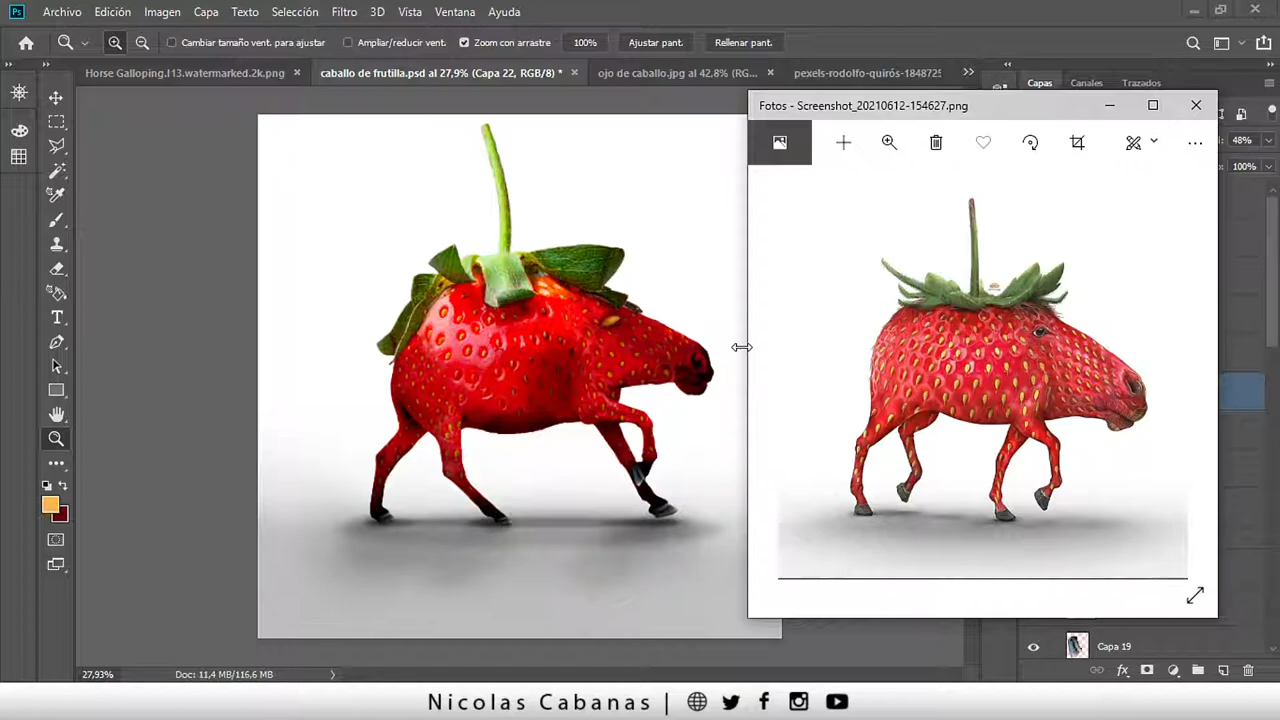 Archivo Edición Imagen Capa Texto Selección Filtro 3D Vista Ventana Ayuda
Cambiar tamaño vent. para ajustar Ampliar/reducir vent. Zoom con arrastre 100% Ajustar pant. Rellenar pant.
Horse Galloping.I13.watermarked.2k.png × caballo de frutilla.psd al 27,9% (Capa 22, RGB/8) * × ojo de caballo.jpg al 42,8% (RG... × pexels-rodolfo-quirós-1848725 Capas Canales Trazados
Fotos - Screenshot_20210612-154627.png
48%
100%
Capa 19
27,93% Doc: 11,4 MB/116,6 MB
Nicolas Cabanas |